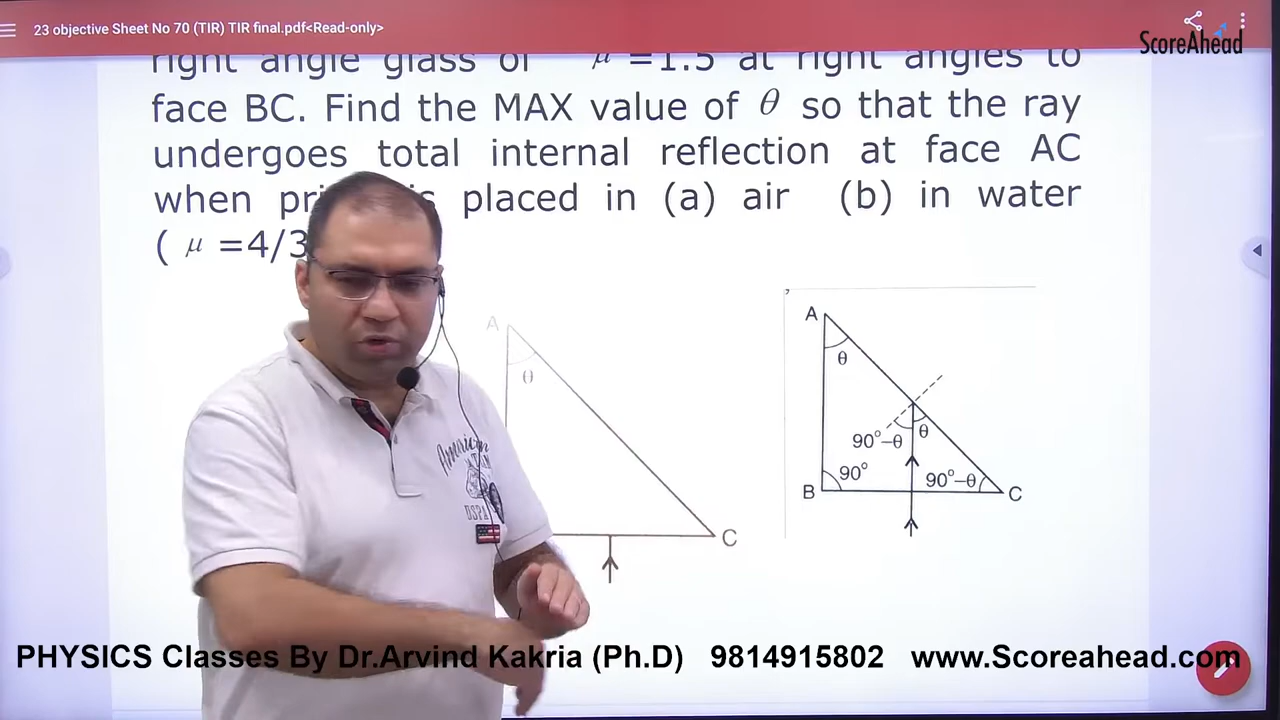 23 objective Sheet No 70 (TIR) TIR final.pdf<Read-only>
ScoreAhead
right angle glass of μ =1.5 at right angles to
face BC. Find the MAX value of θ so that the ray
undergoes total internal reflection at face AC
when placed in (a) air (b) in water
( μ =4/3
A
θ
C
,
A
θ
90°–θ θ
90° 90°–θ
B C
American
PHYSICS Classes By Dr.Arvind Kakria (Ph.D) 9814915802 www.Scoreahead.com